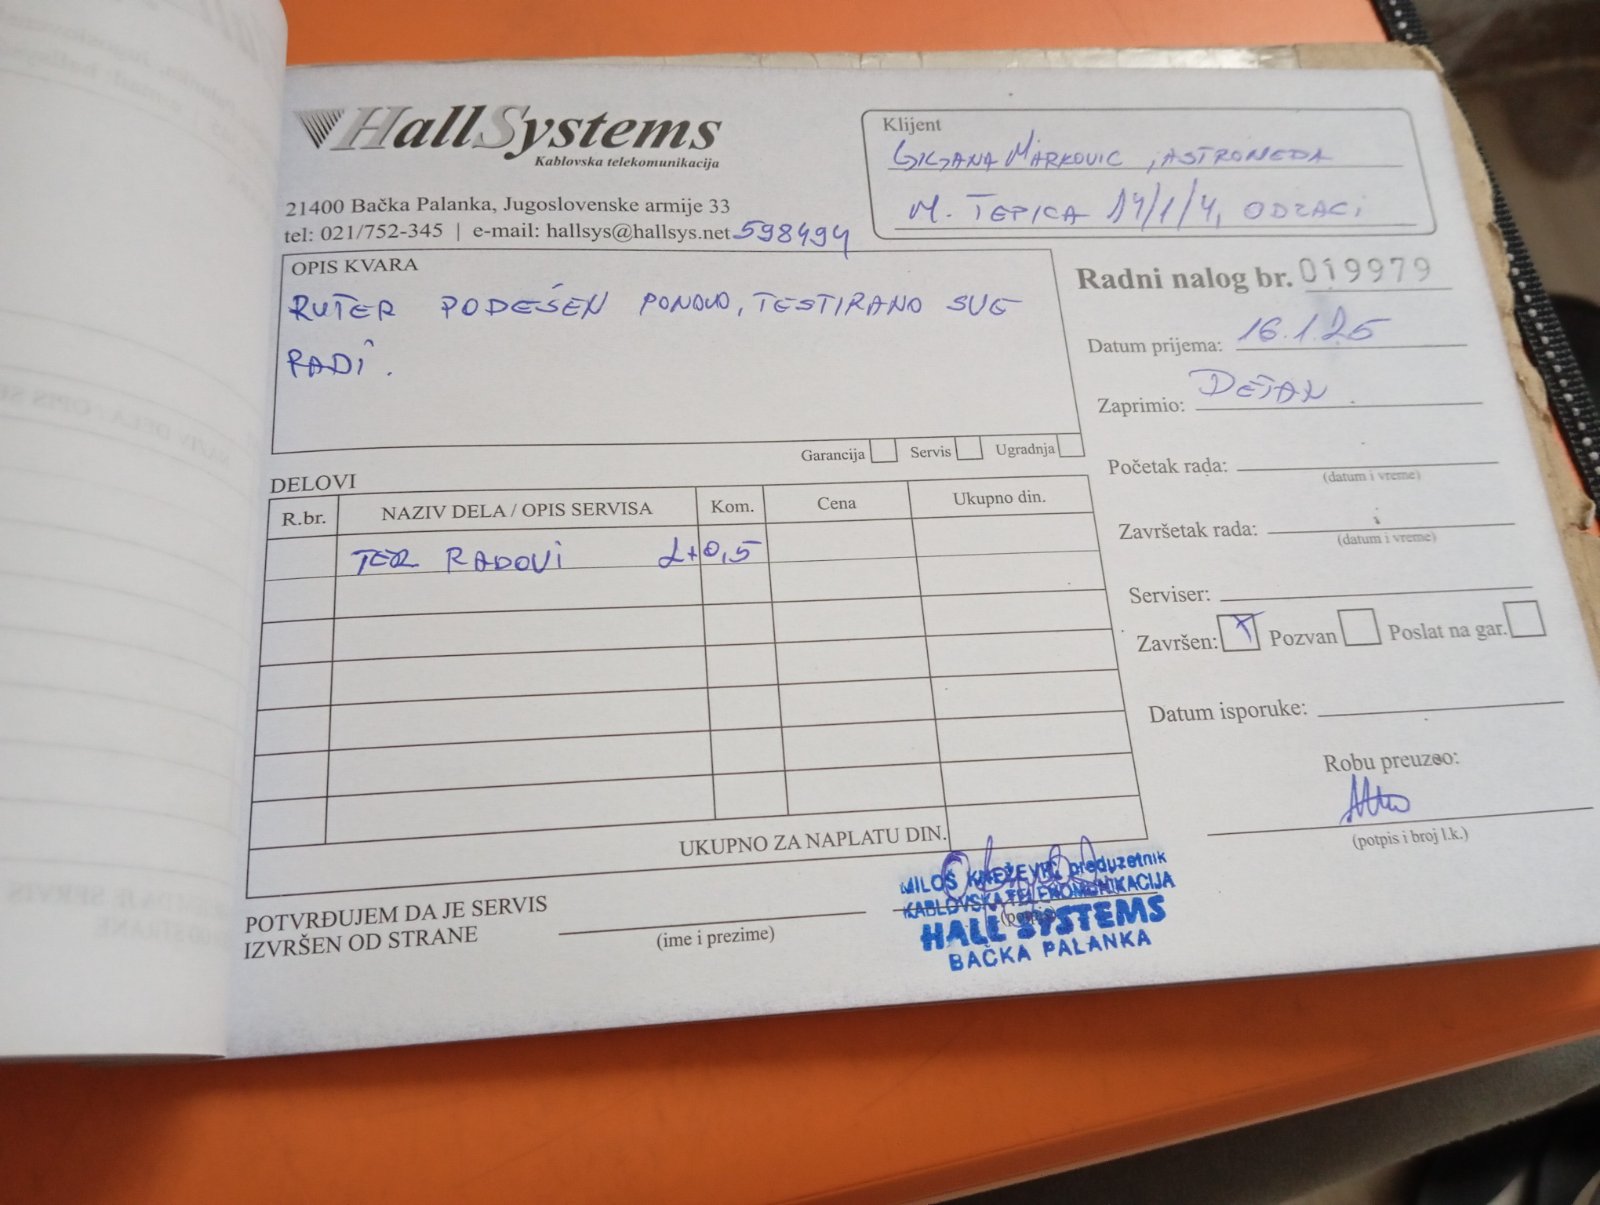 HallSystems
Kablovska telekomunikacija
21400 Bačka Palanka, Jugoslovenske armije 33
tel: 021/752-345 | e-mail: hallsys@hallsys.net 598494
Klijent
MARKOVIC, ASTROMEDA
M. TEPICA 14/1/4, ODZACI
OPIS KVARA
RUTER PODEŠEN PONOVO, TESTIRANO SVE
RADI.
Garancija Servis Ugradnja
Radni nalog br. 019979
Datum prijema: 16.1.25
Zaprimio: DEJAN
Početak rada:
(datum i vreme)
Završetak rada:
(datum i vreme)
Serviser:
Završen: X Pozvan Poslat na gar.
Datum isporuke:
Robu preuzeo:
(potpis i broj l.k.)
DELOVI
R.br. NAZIV DELA / OPIS SERVISA Kom. Cena Ukupno din.
TER RADOVI 2+0,5
UKUPNO ZA NAPLATU DIN.
POTVRĐUJEM DA JE SERVIS
IZVRŠEN OD STRANE
(ime i prezime)
(potpis)
MILOŠ KNEŽEVIĆ preduzetnik
KABLOVSKA TELEKOMUNIKACIJA
HALL SYSTEMS
BAČKA PALANKA